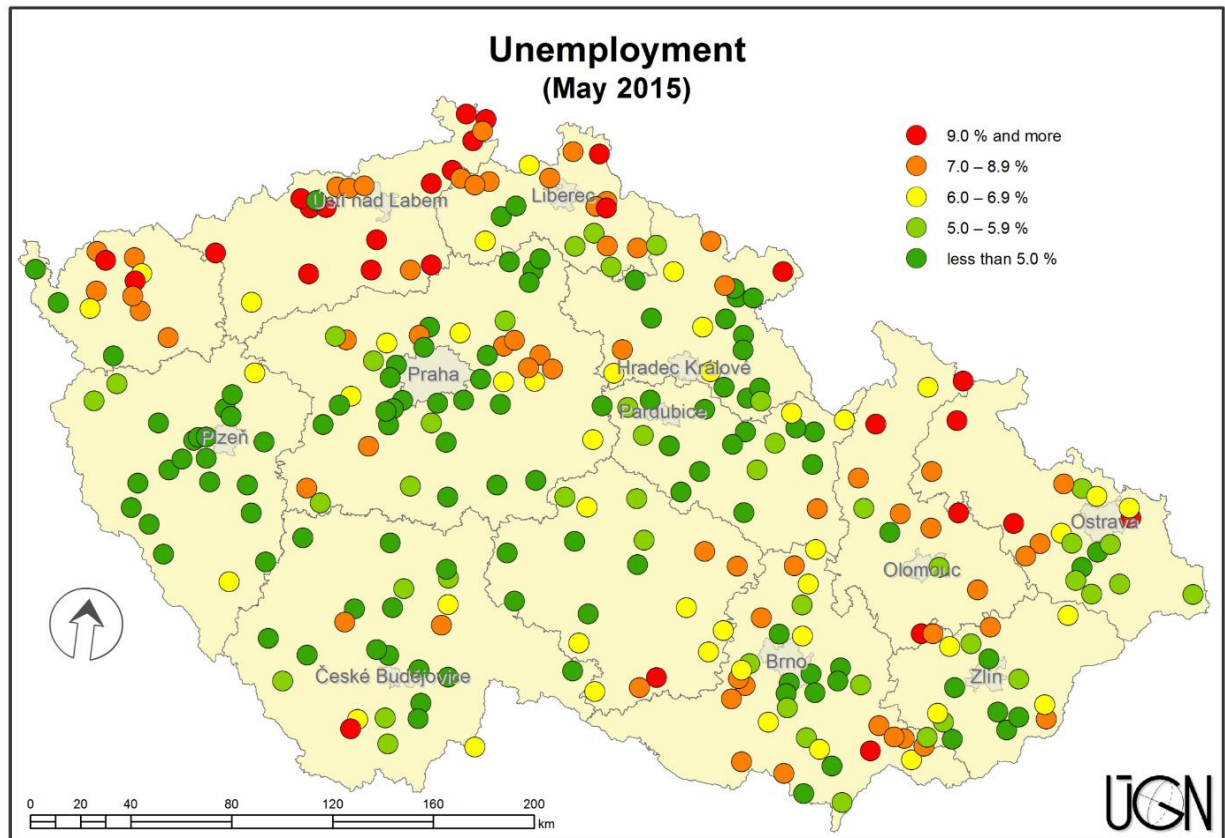 Unemployment
(May 2015)
9.0 % and more
7.0 – 8.9 %
6.0 – 6.9 %
5.0 – 5.9 %
less than 5.0 %
Ústí nad Labem
Liberec
Praha
Hradec Králové
Pardubice
Plzeň
Ostrava
Olomouc
České Budějovice
Brno
Zlín
0 20 40 80 120 160 200
km
ŪGN